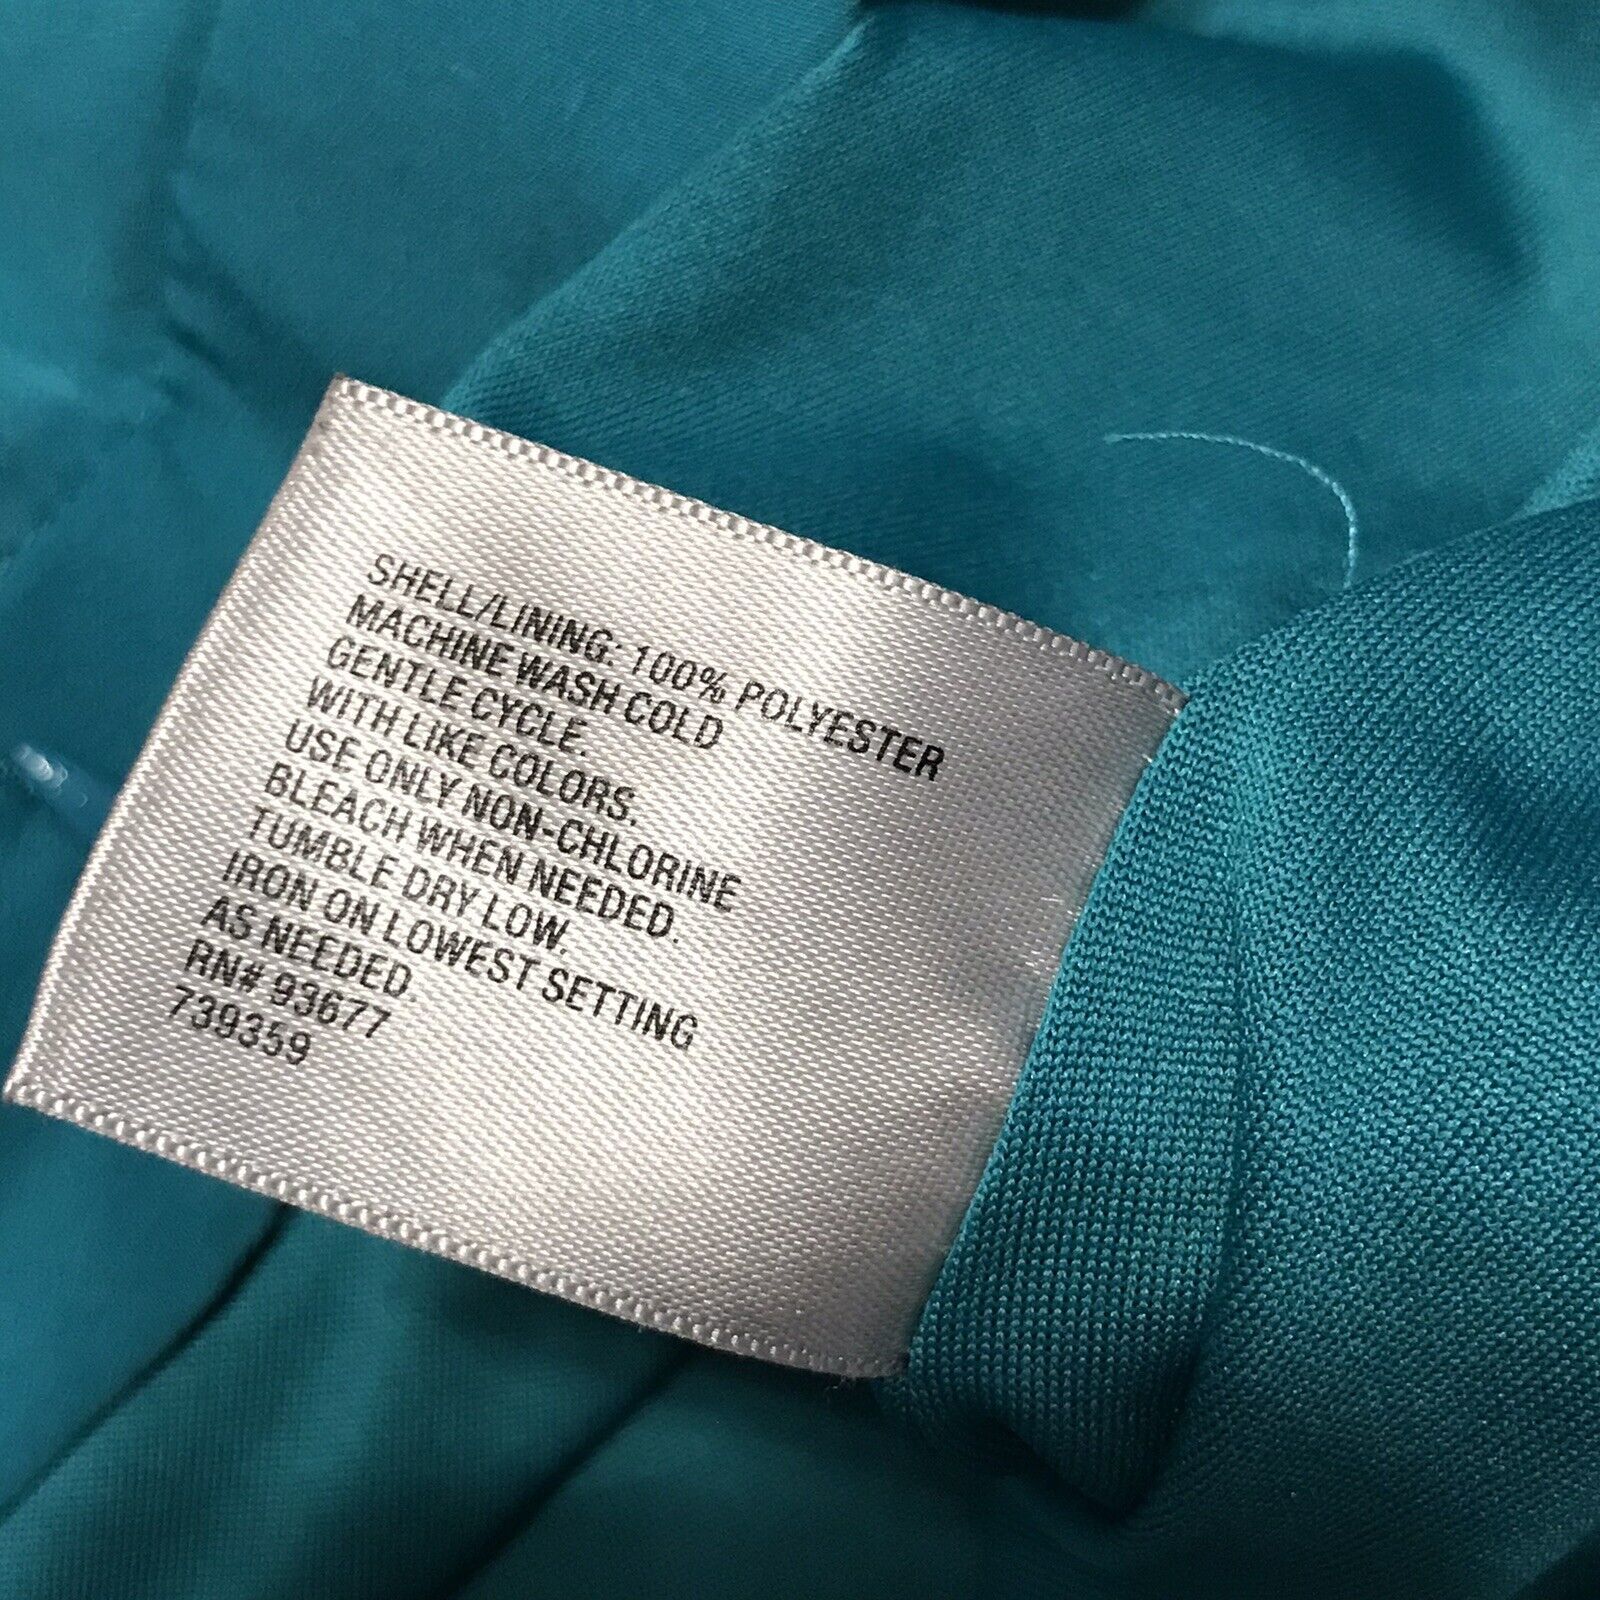 SHELL/LINING: 100% POLYESTER
MACHINE WASH COLD
GENTLE CYCLE.
WITH LIKE COLORS.
USE ONLY NON-CHLORINE
BLEACH WHEN NEEDED.
TUMBLE DRY LOW.
IRON ON LOWEST SETTING
AS NEEDED.
RN# 93677
739359